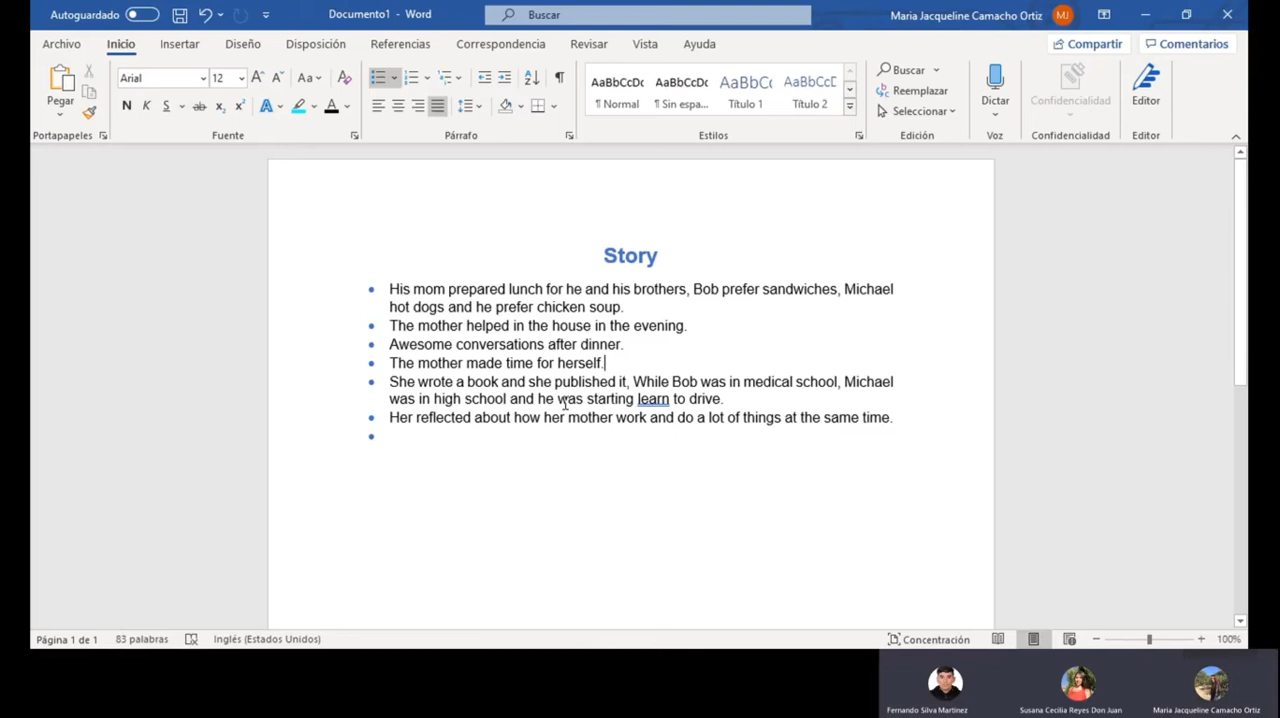 Autoguardado
Documento1 - Word
Buscar
Maria Jacqueline Camacho Ortiz
MJ
Archivo
Inicio
Insertar
Diseño
Disposición
Referencias
Correspondencia
Revisar
Vista
Ayuda
Compartir
Comentarios
Pegar
Arial
12
N K S ab x₂ x²
Aa
AaBbCcDc
AaBbCcDc
AaBbC(
AaBbCcD
¶ Normal
¶ Sin espa...
Título 1
Título 2
Buscar
Reemplazar
Seleccionar
Dictar
Confidencialidad
Editor
Portapapeles
Fuente
Párrafo
Estilos
Edición
Voz
Confidencialidad
Editor
Story
• His mom prepared lunch for he and his brothers, Bob prefer sandwiches, Michael
hot dogs and he prefer chicken soup.
• The mother helped in the house in the evening.
• Awesome conversations after dinner.
• The mother made time for herself.
• She wrote a book and she published it, While Bob was in medical school, Michael
was in high school and he was starting learn to drive.
• Her reflected about how her mother work and do a lot of things at the same time.
•
Página 1 de 1
83 palabras
Inglés (Estados Unidos)
Concentración
100%
Fernando Silva Martinez
Susana Cecilia Reyes Don Juan
Maria Jacqueline Camacho Ortiz